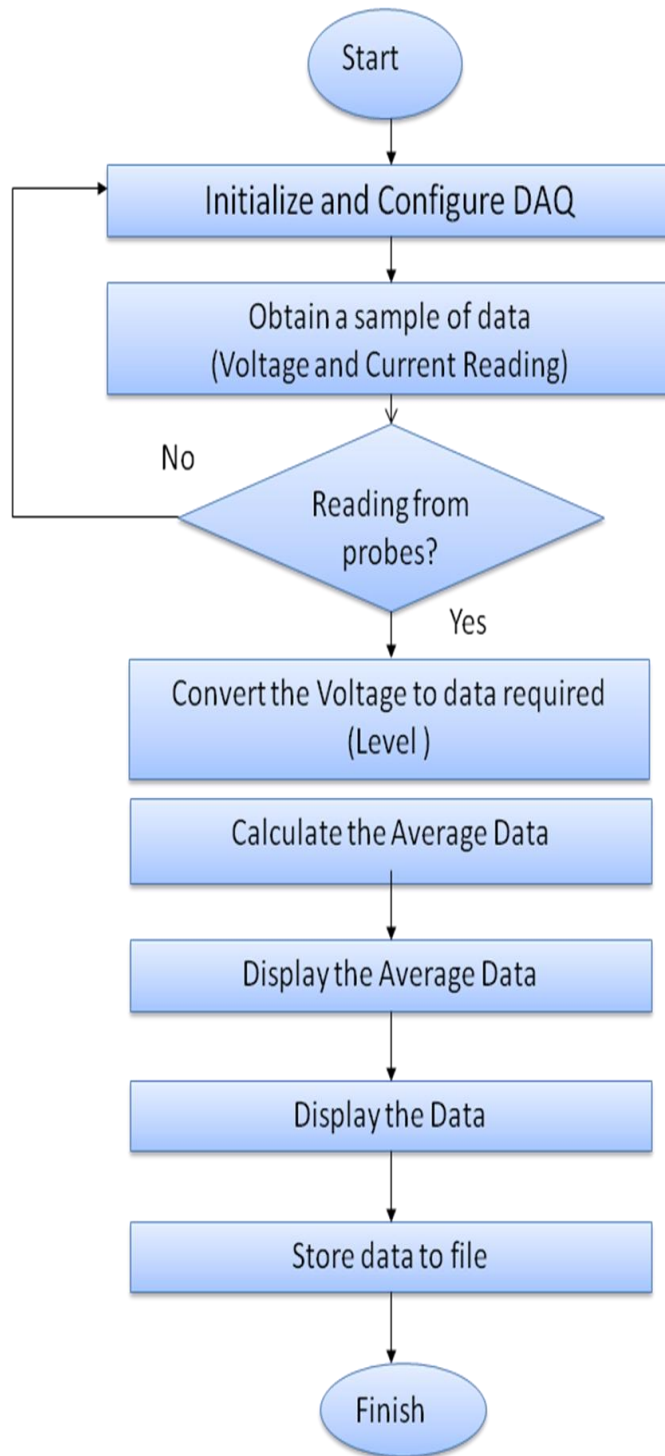 Start
Initialize and Configure DAQ
Obtain a sample of data
(Voltage and Current Reading)
No
Reading from
probes?
Yes
Convert the Voltage to data required
(Level )
Calculate the Average Data
Display the Average Data
Display the Data
Store data to file
Finish